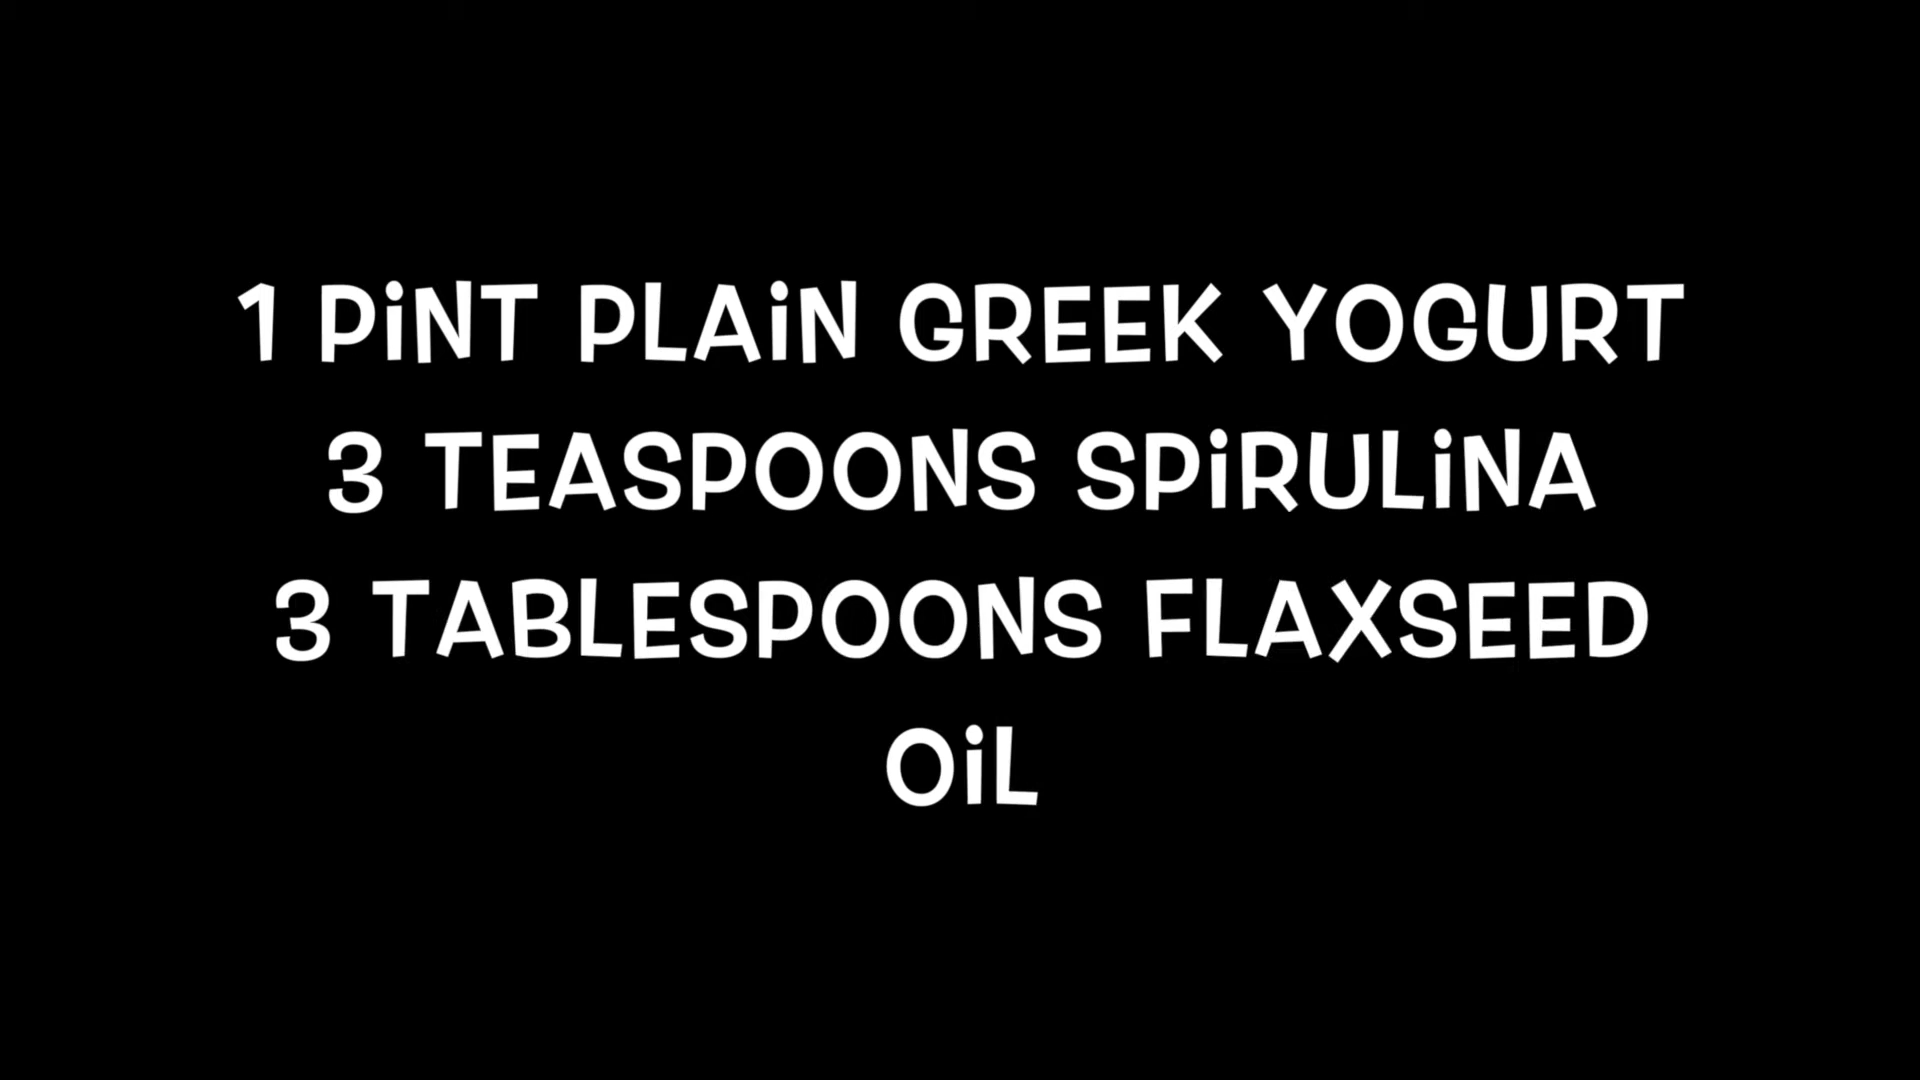 1 PiNT PLAiN GREEK YOGURT
3 TEASPOONS SPiRULiNA
3 TABLESPOONS FLAXSEED
OiL